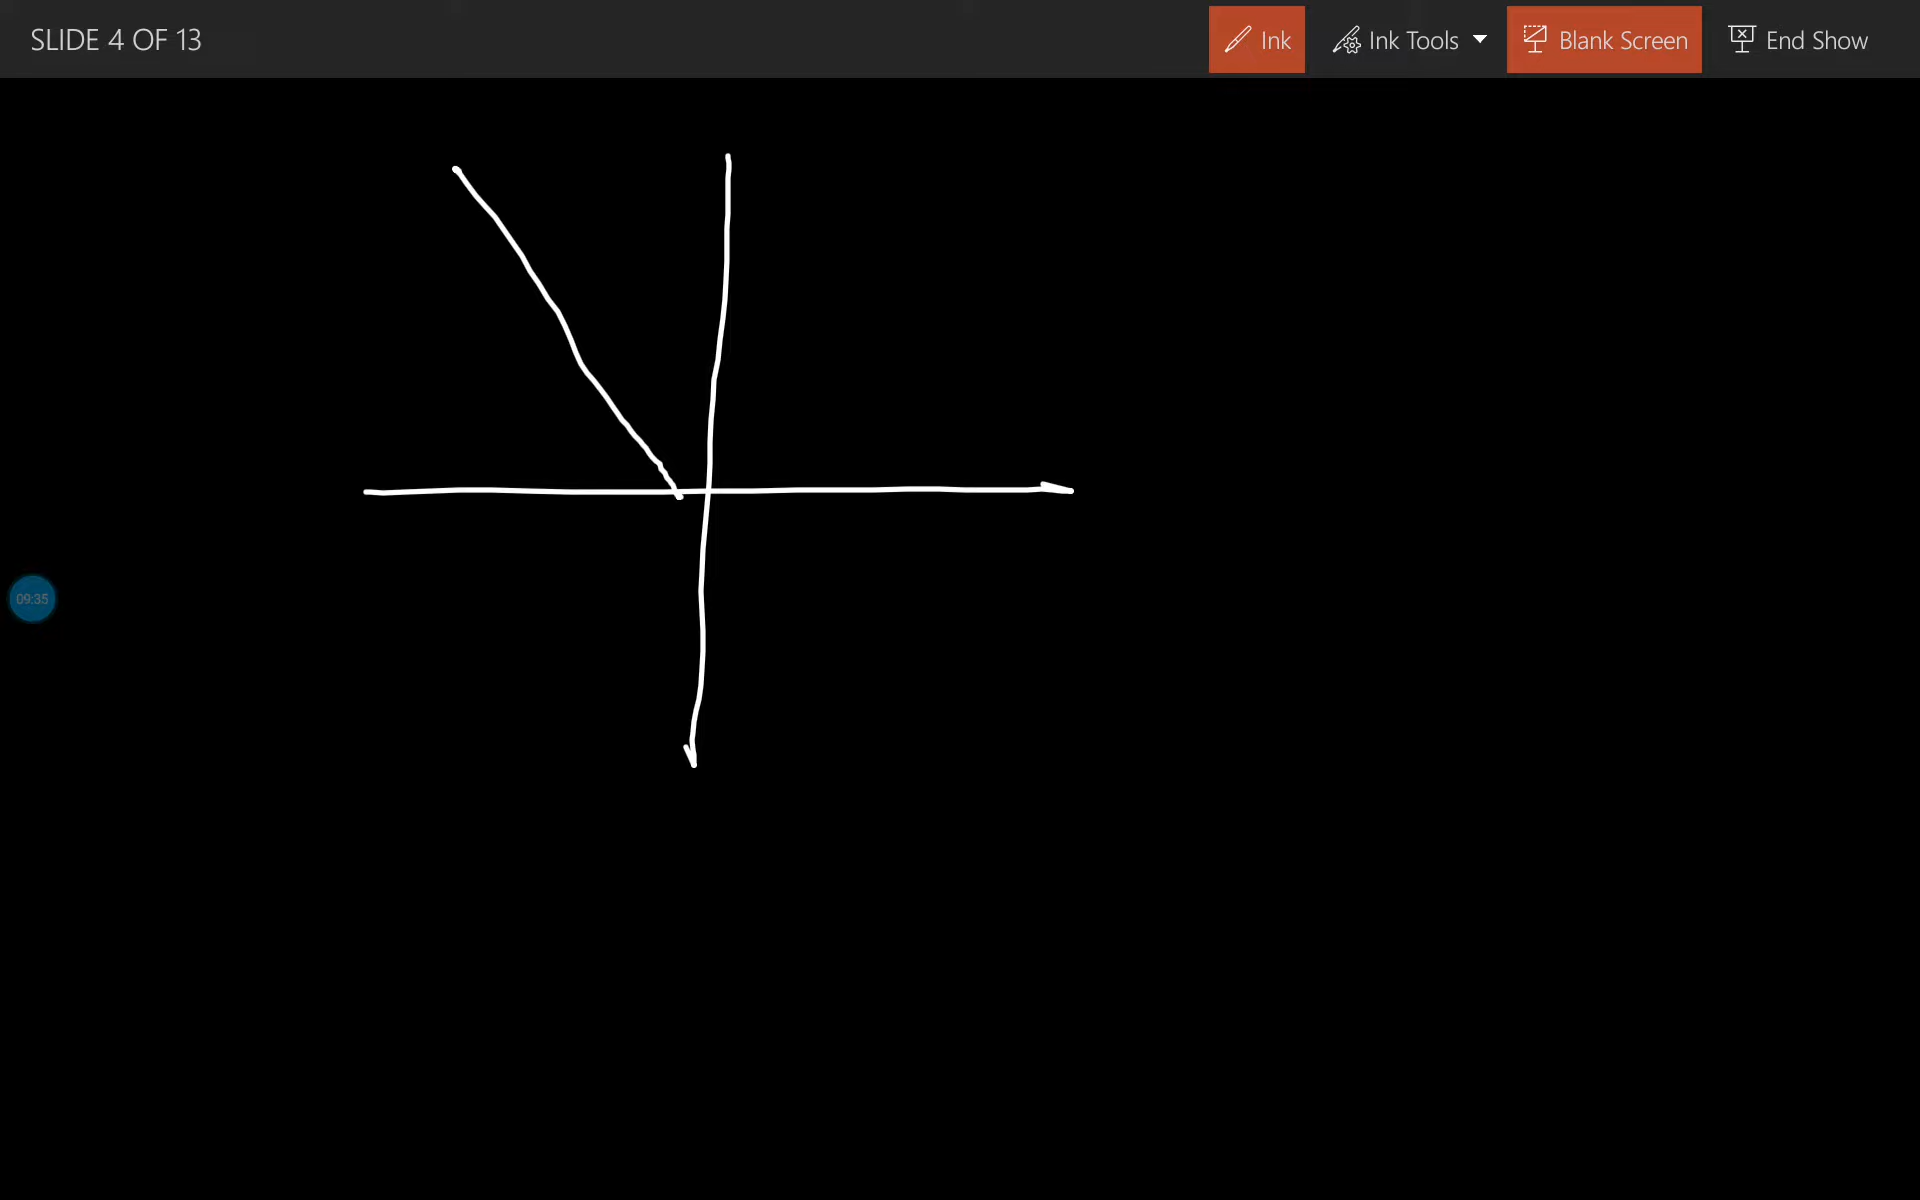 SLIDE 4 OF 13
Ink
Ink Tools
Blank Screen
End Show
09:35